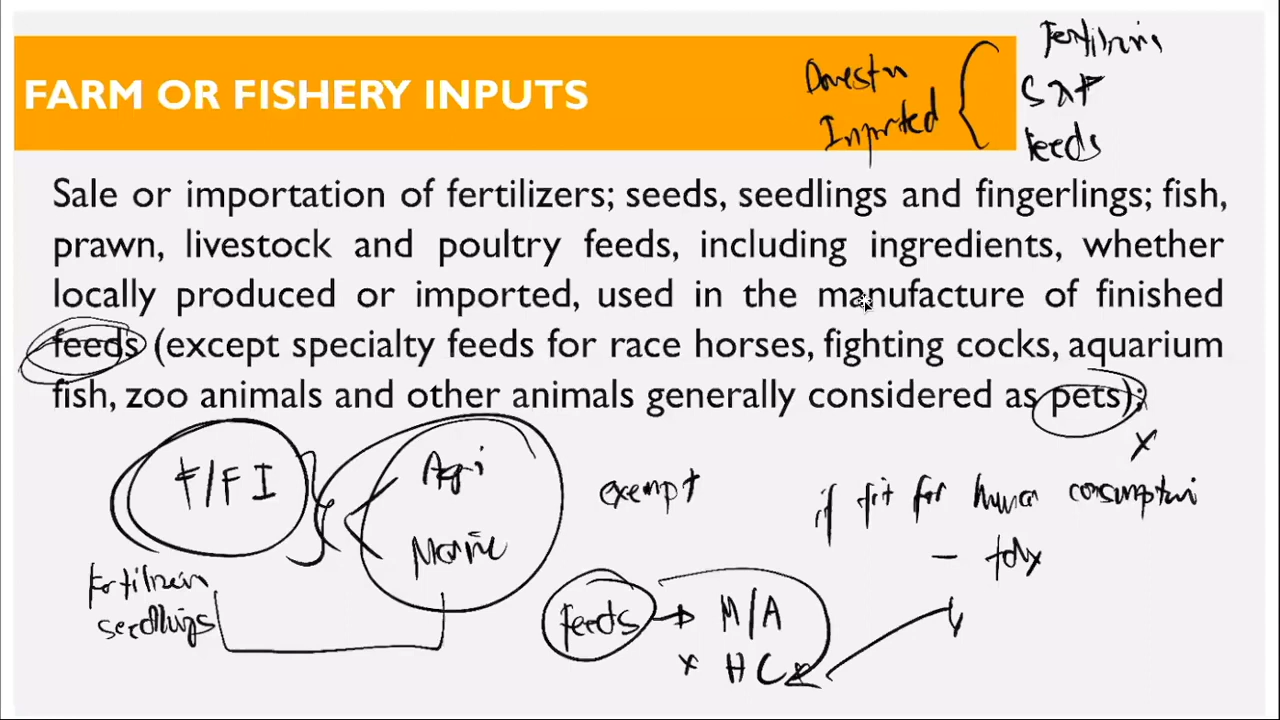 Fertilizers
Domestic
S & F
FARM OR FISHERY INPUTS
Imported
feeds
Sale or importation of fertilizers; seeds, seedlings and fingerlings; fish,
prawn, livestock and poultry feeds, including ingredients, whether
locally produced or imported, used in the manufacture of finished
feeds (except specialty feeds for race horses, fighting cocks, aquarium
fish, zoo animals and other animals generally considered as pets);
x
F/FI
Agri
Marine
exempt
if fit for human consumption
Fertilizers
seedlings
feeds → M/A
x HC